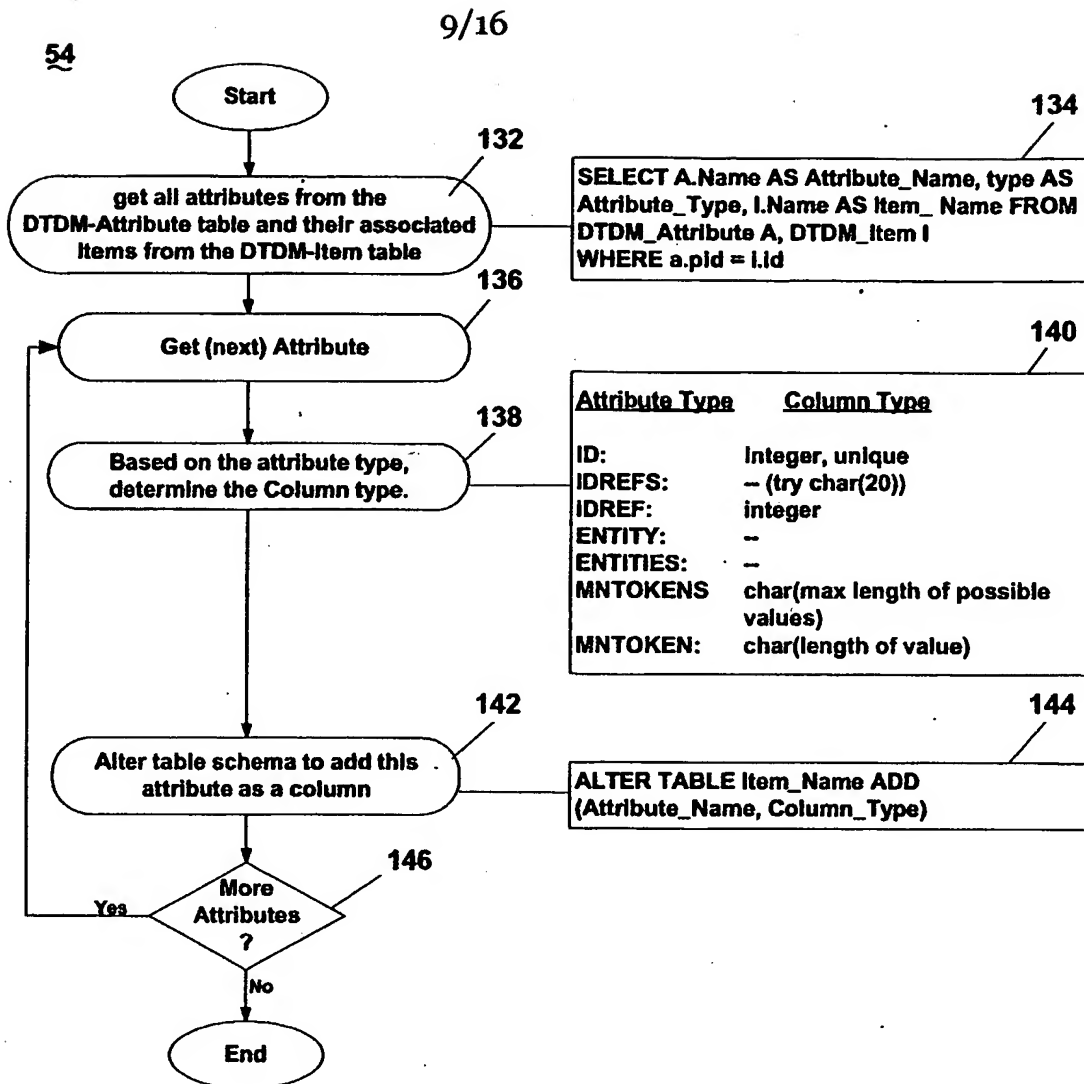 9/16
54
Start
132
get all attributes from the
DTDM-Attribute table and their associated
Items from the DTDM-Item table
134
SELECT A.Name AS Attribute_Name, type AS
Attribute_Type, I.Name AS Item_ Name FROM
DTDM_Attribute A, DTDM_Item I
WHERE a.pid = i.id
136
Get (next) Attribute
138
Based on the attribute type,
determine the Column type.
140
Attribute Type Column Type
ID: Integer, unique
IDREFS: -- (try char(20))
IDREF: integer
ENTITY: --
ENTITIES: --
MNTOKENS char(max length of possible
values)
MNTOKEN: char(length of value)
142
Alter table schema to add this
attribute as a column
144
ALTER TABLE Item_Name ADD
(Attribute_Name, Column_Type)
146
More
Attributes
?
Yes
No
End